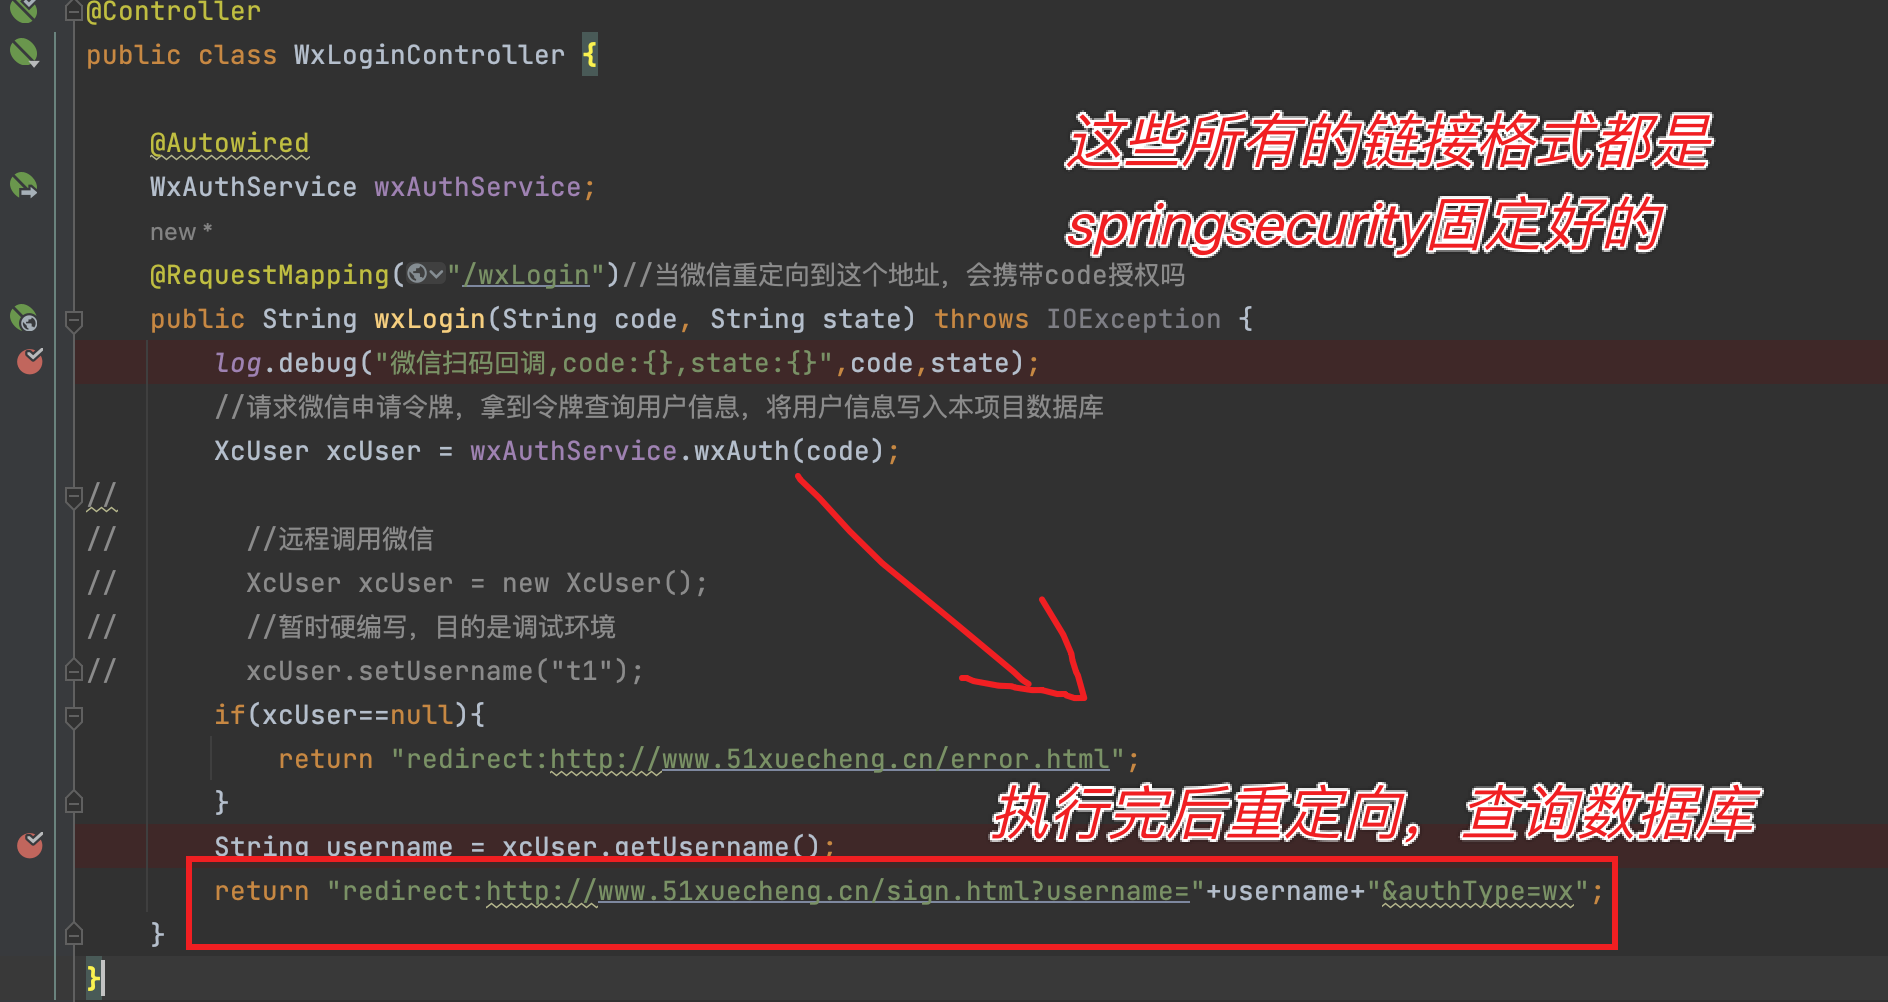 @Controller
public class WxLoginController {
@Autowired
WxAuthService wxAuthService;
new *
@RequestMapping("/wxLogin")//当微信重定向到这个地址，会携带code授权吗
public String wxLogin(String code, String state) throws IOException {
log.debug("微信扫码回调,code:{},state:{}",code,state);
//请求微信申请令牌，拿到令牌查询用户信息，将用户信息写入本项目数据库
XcUser xcUser = wxAuthService.wxAuth(code);
//
// //远程调用微信
// XcUser xcUser = new XcUser();
// //暂时硬编写，目的是调试环境
// xcUser.setUsername("t1");
if(xcUser==null){
return "redirect:http://www.51xuecheng.cn/error.html";
}
String username = xcUser.getUsername();
return "redirect:http://www.51xuecheng.cn/sign.html?username="+username+"&authType=wx";
}
}
这些所有的链接格式都是
springsecurity固定好的
执行完后重定向，查询数据库